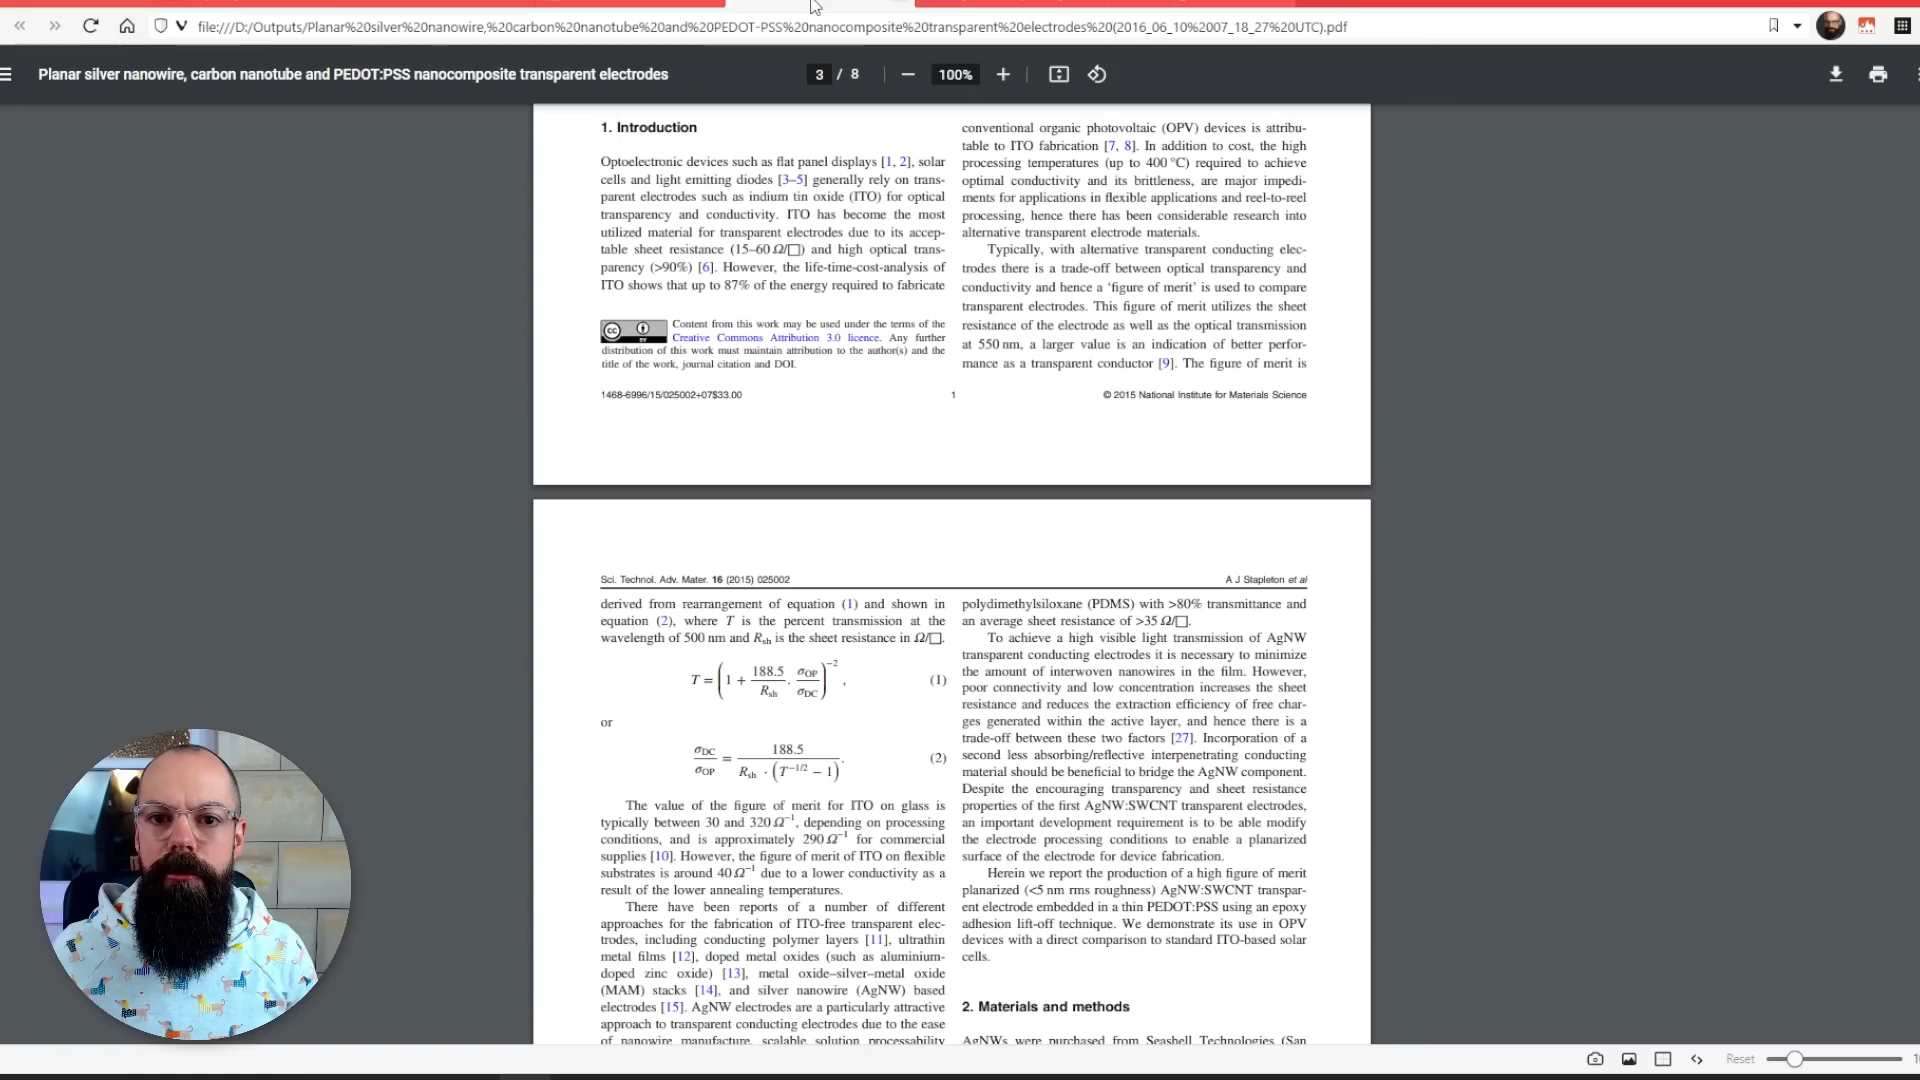 file:///D:/Outputs/Planar%20silver%20nanowire,%20carbon%20nanotube%20and%20PEDOT-PSS%20nanocomposite%20transparent%20electrodes%20(2016_06_10%2007_18_27%20UTC).pdf
Planar silver nanowire, carbon nanotube and PEDOT:PSS nanocomposite transparent electrodes
3 / 8
100%
1. Introduction
Optoelectronic devices such as flat panel displays [1, 2], solar
cells and light emitting diodes [3–5] generally rely on trans-
parent electrodes such as indium tin oxide (ITO) for optical
transparency and conductivity. ITO has become the most
utilized material for transparent electrodes due to its accep-
table sheet resistance (15–60 Ω/□) and high optical trans-
parency (>90%) [6]. However, the life-time-cost-analysis of
ITO shows that up to 87% of the energy required to fabricate
cc BY
Content from this work may be used under the terms of the
Creative Commons Attribution 3.0 licence. Any further
distribution of this work must maintain attribution to the author(s) and the
title of the work, journal citation and DOI.
conventional organic photovoltaic (OPV) devices is attribu-
table to ITO fabrication [7, 8]. In addition to cost, the high
processing temperatures (up to 400 °C) required to achieve
optimal conductivity and its brittleness, are major impedi-
ments for applications in flexible applications and reel-to-reel
processing, hence there has been considerable research into
alternative transparent electrode materials.
Typically, with alternative transparent conducting elec-
trodes there is a trade-off between optical transparency and
conductivity and hence a ‘figure of merit’ is used to compare
transparent electrodes. This figure of merit utilizes the sheet
resistance of the electrode as well as the optical transmission
at 550 nm, a larger value is an indication of better perfor-
mance as a transparent conductor [9]. The figure of merit is
1468-6996/15/025002+07$33.00
1
© 2015 National Institute for Materials Science
Sci. Technol. Adv. Mater. 16 (2015) 025002
A J Stapleton et al
derived from rearrangement of equation (1) and shown in
equation (2), where T is the percent transmission at the
wavelength of 500 nm and Rsh is the sheet resistance in Ω/□.
T = (1 + 188.5/Rsh · σOP/σDC)^−2, (1)
or
σDC/σOP = 188.5/(Rsh · (T^−1/2 − 1)). (2)
The value of the figure of merit for ITO on glass is
typically between 30 and 320 Ω−1, depending on processing
conditions, and is approximately 290 Ω−1 for commercial
supplies [10]. However, the figure of merit of ITO on flexible
substrates is around 40 Ω−1 due to a lower conductivity as a
result of the lower annealing temperatures.
There have been reports of a number of different
approaches for the fabrication of ITO-free transparent elec-
trodes, including conducting polymer layers [11], ultrathin
metal films [12], doped metal oxides (such as aluminium-
doped zinc oxide) [13], metal oxide–silver–metal oxide
(MAM) stacks [14], and silver nanowire (AgNW) based
electrodes [15]. AgNW electrodes are a particularly attractive
approach to transparent conducting electrodes due to the ease
of nanowire manufacture, scalable solution processability
polydimethylsiloxane (PDMS) with >80% transmittance and
an average sheet resistance of >35 Ω/□.
To achieve a high visible light transmission of AgNW
transparent conducting electrodes it is necessary to minimize
the amount of interwoven nanowires in the film. However,
poor connectivity and low concentration increases the sheet
resistance and reduces the extraction efficiency of free char-
ges generated within the active layer, and hence there is a
trade-off between these two factors [27]. Incorporation of a
second less absorbing/reflective interpenetrating conducting
material should be beneficial to bridge the AgNW component.
Despite the encouraging transparency and sheet resistance
properties of the first AgNW:SWCNT transparent electrodes,
an important development requirement is to be able modify
the electrode processing conditions to enable a planarized
surface of the electrode for device fabrication.
Herein we report the production of a high figure of merit
planarized (<5 nm rms roughness) AgNW:SWCNT transpar-
ent electrode embedded in a thin PEDOT:PSS using an epoxy
adhesion lift-off technique. We demonstrate its use in OPV
devices with a direct comparison to standard ITO-based solar
cells.
2. Materials and methods
AgNWs were purchased from Seashell Technologies (San
Reset